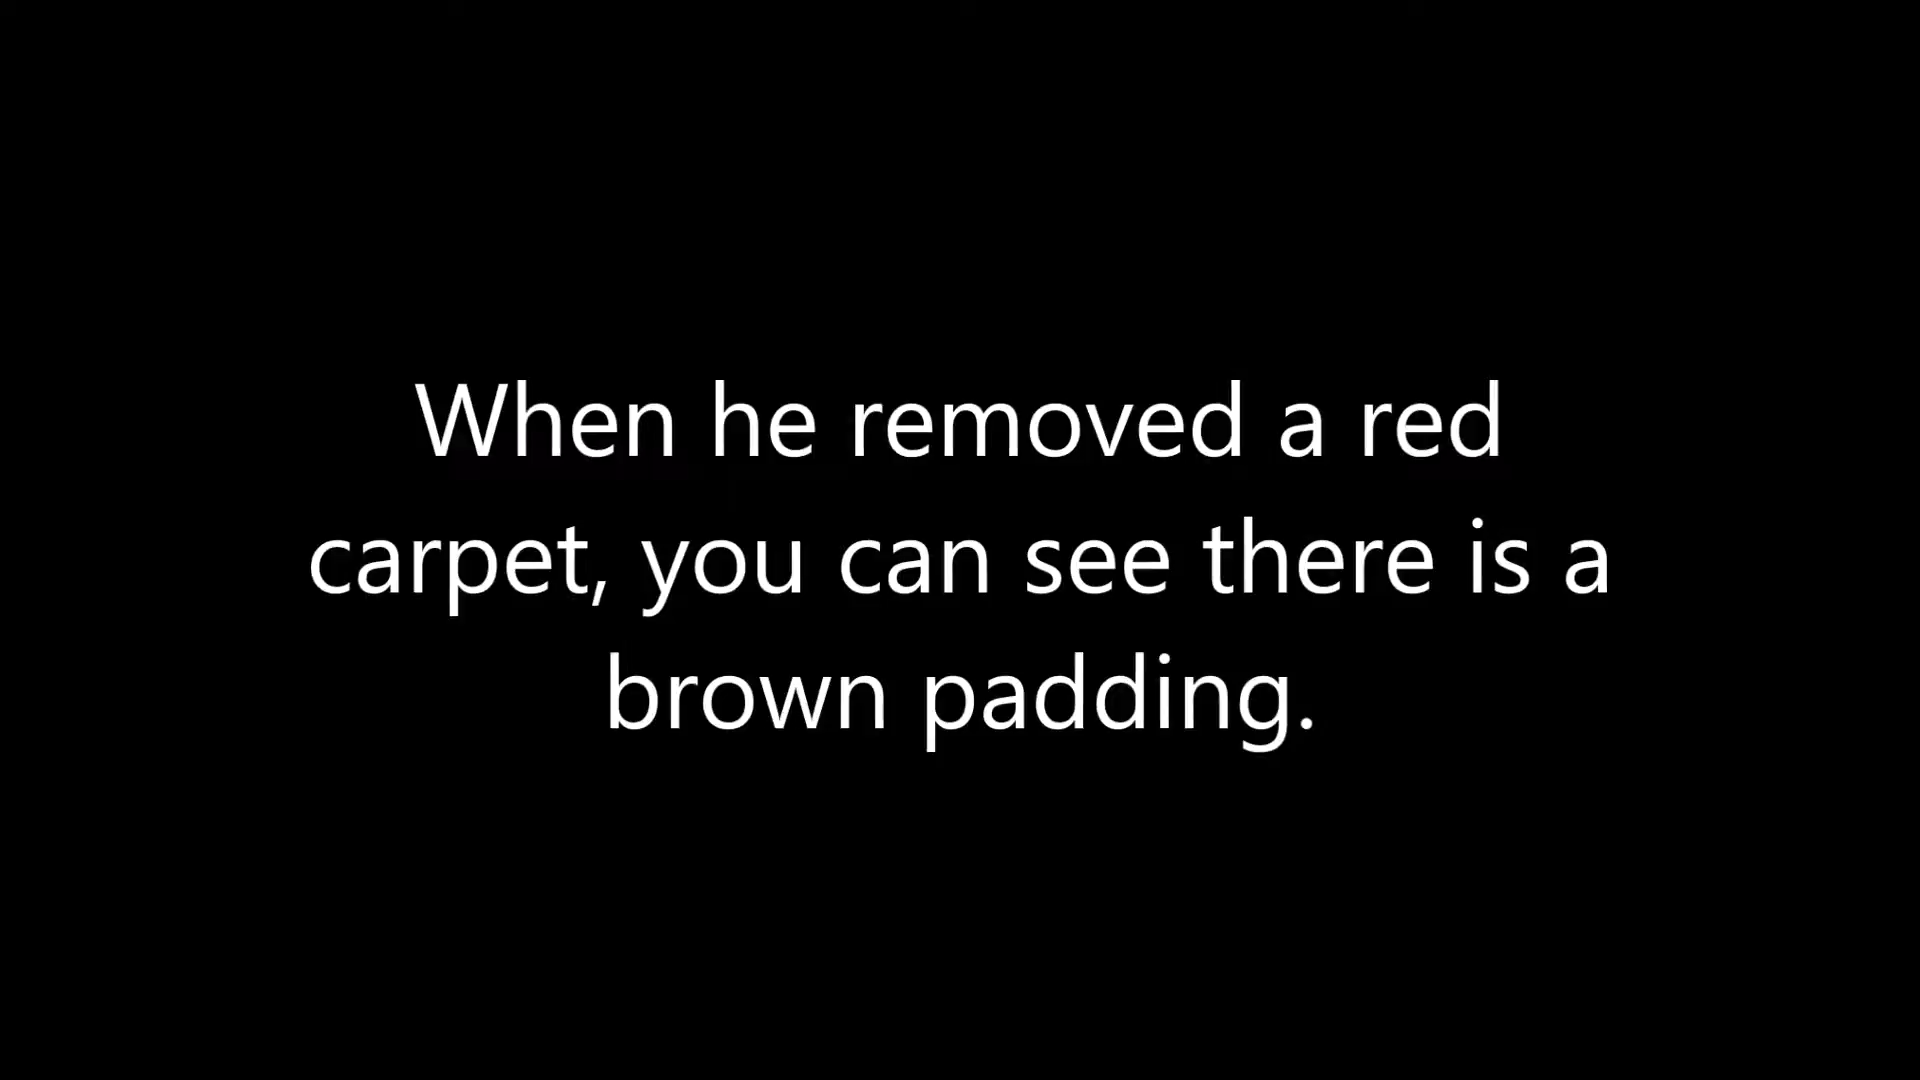 When he removed a red
carpet, you can see there is a
brown padding.